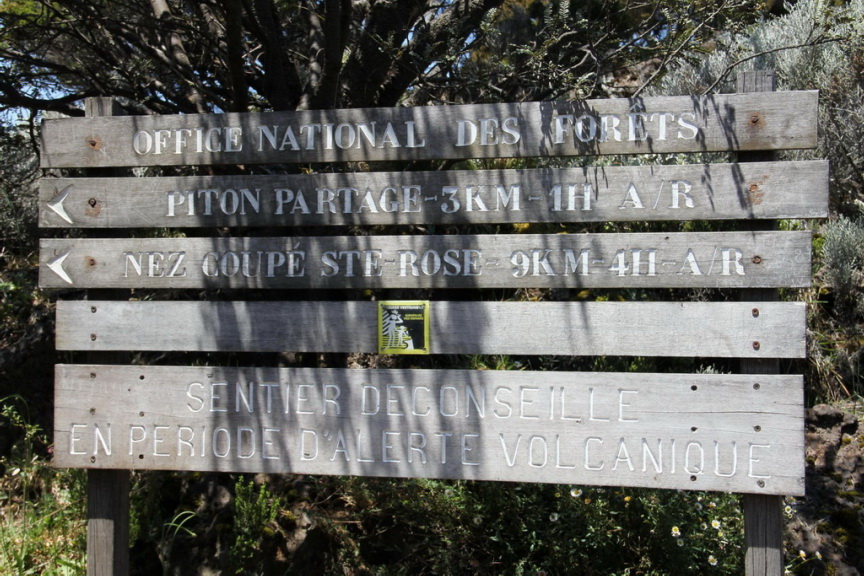 OFFICE NATIONAL DES FORÊTS
PITON PARTAGE-3KM-1H A/R
NEZ COUPÉ STE-ROSE-9KM-4H-A/R
SENTIER DECONSEILLE
EN PERIODE D'ALERTE VOLCANIQUE